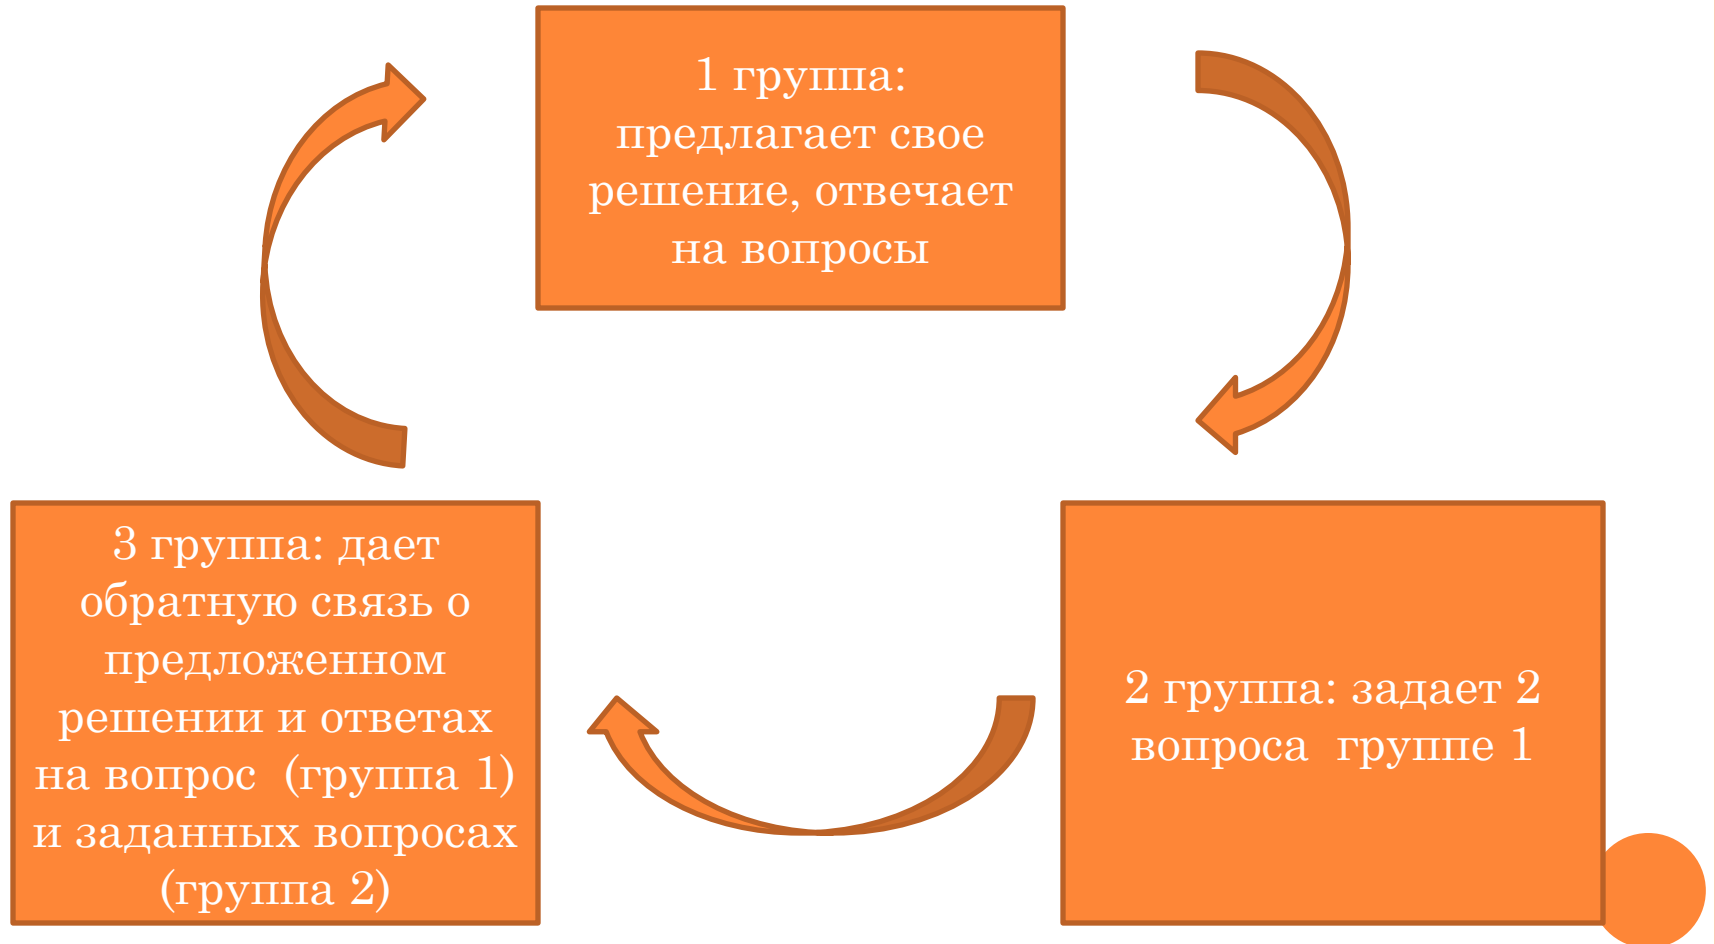 1 группа:
предлагает свое
решение, отвечает
на вопросы
3 группа: дает
обратную связь о
предложенном
решении и ответах
на вопрос (группа 1)
и заданных вопросах
(группа 2)
2 группа: задает 2
вопроса группе 1